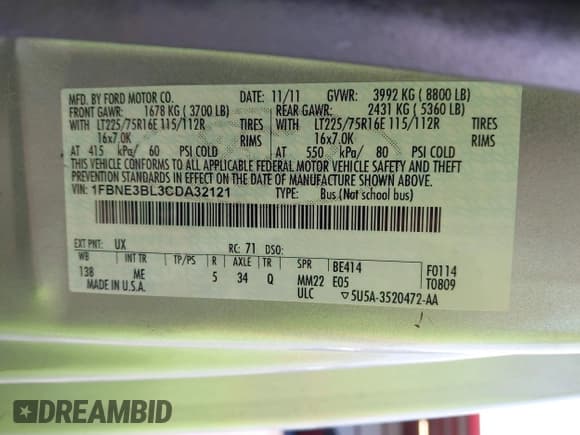 MFD. BY FORD MOTOR CO. DATE: 11/11 GVWR: 3992 KG ( 8800 LB)
FRONT GAWR: 1678 KG ( 3700 LB) REAR GAWR: 2431 KG ( 5360 LB)
WITH LT225/75R16E 115/112R TIRES WITH LT225/75R16E 115/112R TIRES
16x7.0K RIMS 16x7.0K RIMS
AT 415 kPa/ 60 PSI COLD AT 550 kPa/ 80 PSI COLD
THIS VEHICLE CONFORMS TO ALL APPLICABLE FEDERAL MOTOR VEHICLE SAFETY AND THEFT
PREVENTION STANDARDS IN EFFECT ON THE DATE OF MANUFACTURE SHOWN ABOVE.
VIN: 1FBNE3BL3CDA32121 TYPE: Bus (Not school bus)
EXT PNT: UX RC: 71 DSO:
WB INT TR TP/PS R AXLE TR SPR BE414 F0114
138 ME 5 34 Q MM22 E05 T0809
MADE IN U.S.A. ULC ▽5U5A-3520472-AA
DREAMBID